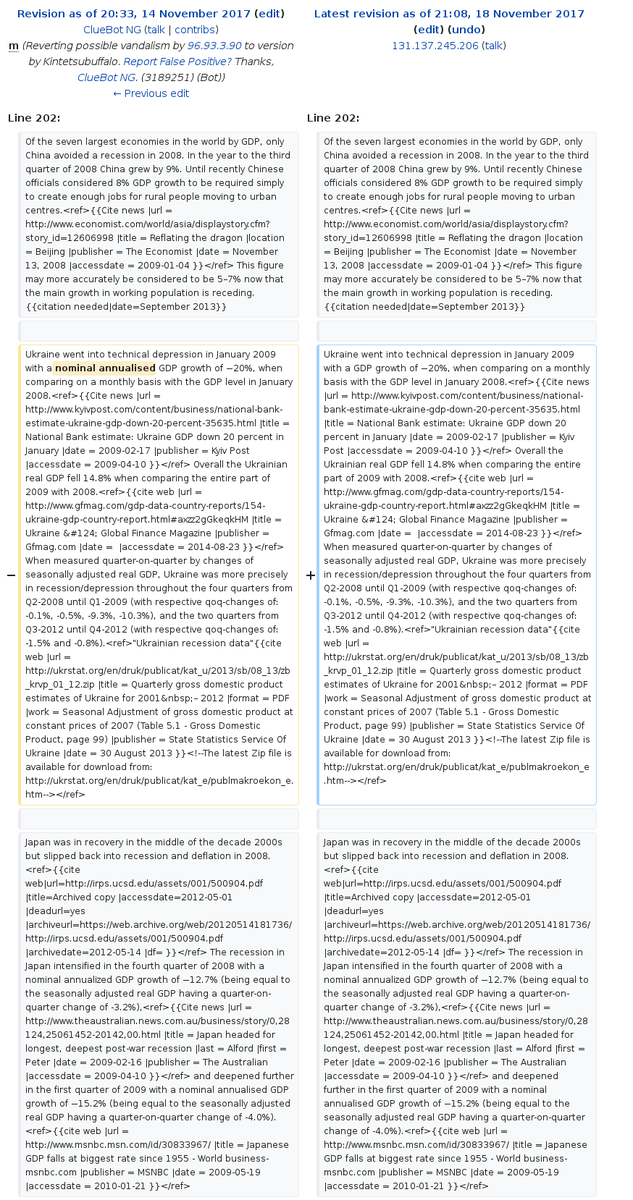 Revision as of 20:33, 14 November 2017 (edit)
ClueBot NG (talk | contribs)
m (Reverting possible vandalism by 96.93.3.90 to version
by Kintetsubuffalo. Report False Positive? Thanks,
ClueBot NG. (3189251) (Bot))
← Previous edit
Latest revision as of 21:08, 18 November 2017
(edit) (undo)
131.137.245.206 (talk)
Line 202:
Line 202:
Of the seven largest economies in the world by GDP, only
China avoided a recession in 2008. In the year to the third
quarter of 2008 China grew by 9%. Until recently Chinese
officials considered 8% GDP growth to be required simply
to create enough jobs for rural people moving to urban
centres.<ref>{{Cite news |url =
http://www.economist.com/world/asia/displaystory.cfm?
story_id=12606998 |title = Reflating the dragon |location
= Beijing |publisher = The Economist |date = November
13, 2008 |accessdate = 2009-01-04 }}</ref> This figure
may more accurately be considered to be 5–7% now that
the main growth in working population is receding.
{{citation needed|date=September 2013}}
Of the seven largest economies in the world by GDP, only
China avoided a recession in 2008. In the year to the third
quarter of 2008 China grew by 9%. Until recently Chinese
officials considered 8% GDP growth to be required simply
to create enough jobs for rural people moving to urban
centres.<ref>{{Cite news |url =
http://www.economist.com/world/asia/displaystory.cfm?
story_id=12606998 |title = Reflating the dragon |location
= Beijing |publisher = The Economist |date = November
13, 2008 |accessdate = 2009-01-04 }}</ref> This figure
may more accurately be considered to be 5–7% now that
the main growth in working population is receding.
{{citation needed|date=September 2013}}
−
Ukraine went into technical depression in January 2009
with a nominal annualised GDP growth of −20%, when
comparing on a monthly basis with the GDP level in January
2008.<ref>{{Cite news |url =
http://www.kyivpost.com/content/business/national-bank-
estimate-ukraine-gdp-down-20-percent-35635.html |title =
National Bank estimate: Ukraine GDP down 20 percent in
January |date = 2009-02-17 |publisher = Kyiv Post
|accessdate = 2009-04-10 }}</ref> Overall the Ukrainian
real GDP fell 14.8% when comparing the entire part of
2009 with 2008.<ref>{{cite web |url =
http://www.gfmag.com/gdp-data-country-reports/154-
ukraine-gdp-country-report.html#axzz2gGkeqkHM |title =
Ukraine &#124; Global Finance Magazine |publisher =
Gfmag.com |date = |accessdate = 2014-08-23 }}</ref>
When measured quarter-on-quarter by changes of
seasonally adjusted real GDP, Ukraine was more precisely
in recession/depression throughout the four quarters from
Q2-2008 until Q1-2009 (with respective qoq-changes of:
-0.1%, -0.5%, -9.3%, -10.3%), and the two quarters from
Q3-2012 until Q4-2012 (with respective qoq-changes of:
-1.5% and -0.8%).<ref>"Ukrainian recession data"{{cite
web |url =
http://ukrstat.org/en/druk/publicat/kat_u/2013/sb/08_13/zb
_krvp_01_12.zip |title = Quarterly gross domestic product
estimates of Ukraine for 2001&nbsp;– 2012 |format = PDF
|work = Seasonal Adjustment of gross domestic product at
constant prices of 2007 (Table 5.1 - Gross Domestic
Product, page 99) |publisher = State Statistics Service Of
Ukraine |date = 30 August 2013 }}<!--The latest Zip file is
available for download from:
http://ukrstat.org/en/druk/publicat/kat_e/publmakroekon_e.
htm--></ref>
+
Ukraine went into technical depression in January 2009
with a GDP growth of −20%, when comparing on a monthly
basis with the GDP level in January 2008.<ref>{{Cite news
|url = http://www.kyivpost.com/content/business/national-
bank-estimate-ukraine-gdp-down-20-percent-35635.html
|title = National Bank estimate: Ukraine GDP down 20
percent in January |date = 2009-02-17 |publisher = Kyiv
Post |accessdate = 2009-04-10 }}</ref> Overall the
Ukrainian real GDP fell 14.8% when comparing the entire
part of 2009 with 2008.<ref>{{cite web |url =
http://www.gfmag.com/gdp-data-country-reports/154-
ukraine-gdp-country-report.html#axzz2gGkeqkHM |title =
Ukraine &#124; Global Finance Magazine |publisher =
Gfmag.com |date = |accessdate = 2014-08-23 }}</ref>
When measured quarter-on-quarter by changes of
seasonally adjusted real GDP, Ukraine was more precisely
in recession/depression throughout the four quarters from
Q2-2008 until Q1-2009 (with respective qoq-changes of:
-0.1%, -0.5%, -9.3%, -10.3%), and the two quarters from
Q3-2012 until Q4-2012 (with respective qoq-changes of:
-1.5% and -0.8%).<ref>"Ukrainian recession data"{{cite
web |url =
http://ukrstat.org/en/druk/publicat/kat_u/2013/sb/08_13/zb
_krvp_01_12.zip |title = Quarterly gross domestic product
estimates of Ukraine for 2001&nbsp;– 2012 |format = PDF
|work = Seasonal Adjustment of gross domestic product at
constant prices of 2007 (Table 5.1 - Gross Domestic
Product, page 99) |publisher = State Statistics Service Of
Ukraine |date = 30 August 2013 }}<!--The latest Zip file is
available for download from:
http://ukrstat.org/en/druk/publicat/kat_e/publmakroekon_e
.htm--></ref>
Japan was in recovery in the middle of the decade 2000s
but slipped back into recession and deflation in 2008.
<ref>{{cite
web|url=http://irps.ucsd.edu/assets/001/500904.pdf
|title=Archived copy |accessdate=2012-05-01
|deadurl=yes
|archiveurl=https://web.archive.org/web/20120514181736/
http://irps.ucsd.edu/assets/001/500904.pdf
|archivedate=2012-05-14 |df= }}</ref> The recession in
Japan intensified in the fourth quarter of 2008 with a
nominal annualized GDP growth of −12.7% (being equal to
the seasonally adjusted real GDP having a quarter-on-
quarter change of -3.2%),<ref>{{Cite news |url =
http://www.theaustralian.news.com.au/business/story/0,28
124,25061452-20142,00.html |title = Japan headed for
longest, deepest post-war recession |last = Alford |first =
Peter |date = 2009-02-16 |publisher = The Australian
|accessdate = 2009-04-10 }}</ref> and deepened further
in the first quarter of 2009 with a nominal annualised GDP
growth of −15.2% (being equal to the seasonally adjusted
real GDP having a quarter-on-quarter change of -4.0%).
<ref>{{cite web |url =
http://www.msnbc.msn.com/id/30833967/ |title = Japanese
GDP falls at biggest rate since 1955 - World business-
msnbc.com |publisher = MSNBC |date = 2009-05-19
|accessdate = 2010-01-21 }}</ref>
Japan was in recovery in the middle of the decade 2000s
but slipped back into recession and deflation in 2008.
<ref>{{cite
web|url=http://irps.ucsd.edu/assets/001/500904.pdf
|title=Archived copy |accessdate=2012-05-01
|deadurl=yes
|archiveurl=https://web.archive.org/web/20120514181736/
http://irps.ucsd.edu/assets/001/500904.pdf
|archivedate=2012-05-14 |df= }}</ref> The recession in
Japan intensified in the fourth quarter of 2008 with a
nominal annualized GDP growth of −12.7% (being equal
to the seasonally adjusted real GDP having a quarter-on-
quarter change of -3.2%),<ref>{{Cite news |url =
http://www.theaustralian.news.com.au/business/story/0,28
124,25061452-20142,00.html |title = Japan headed for
longest, deepest post-war recession |last = Alford |first =
Peter |date = 2009-02-16 |publisher = The Australian
|accessdate = 2009-04-10 }}</ref> and deepened
further in the first quarter of 2009 with a nominal
annualised GDP growth of −15.2% (being equal to the
seasonally adjusted real GDP having a quarter-on-quarter
change of -4.0%).<ref>{{cite web |url =
http://www.msnbc.msn.com/id/30833967/ |title = Japanese
GDP falls at biggest rate since 1955 - World business-
msnbc.com |publisher = MSNBC |date = 2009-05-19
|accessdate = 2010-01-21 }}</ref>